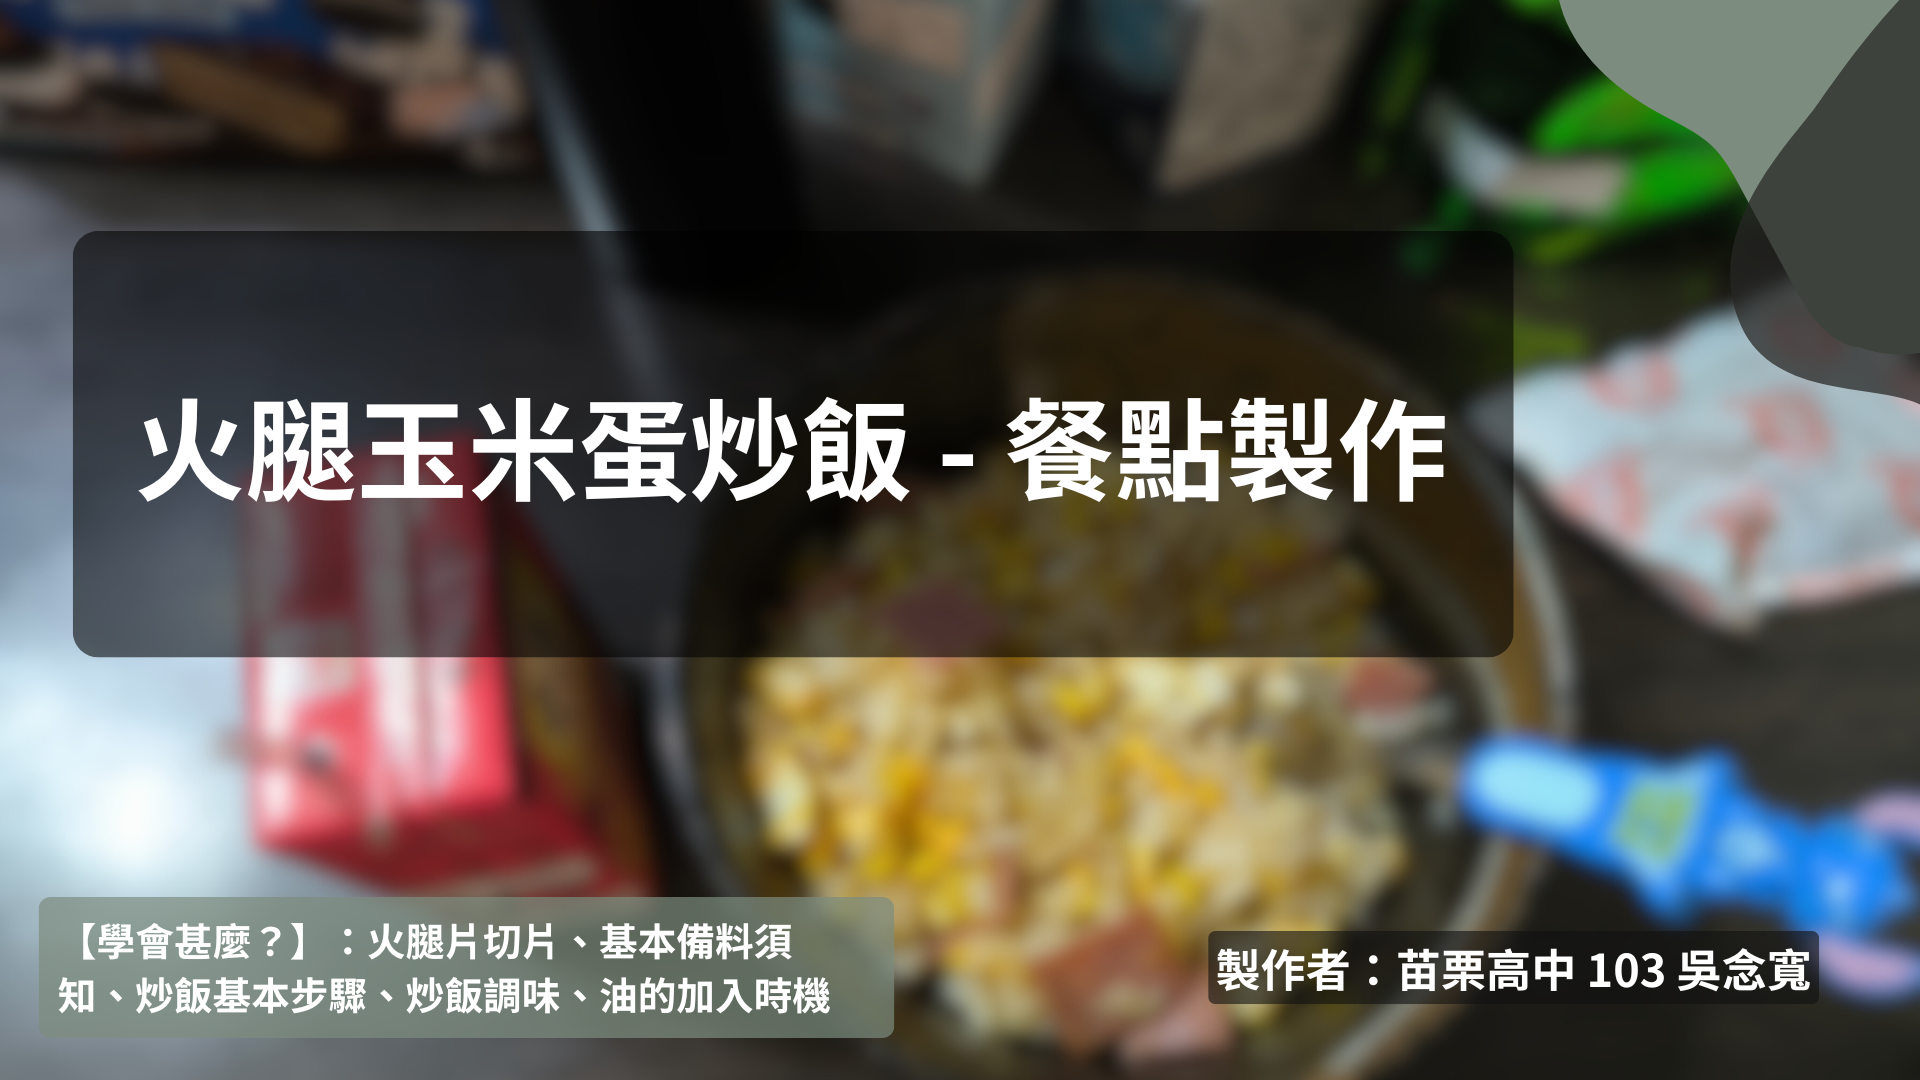 火腿玉米蛋炒飯 - 餐點製作
【學會甚麼？】：火腿片切片、基本備料須
知、炒飯基本步驟、炒飯調味、油的加入時機
製作者：苗栗高中 103 吳念寬